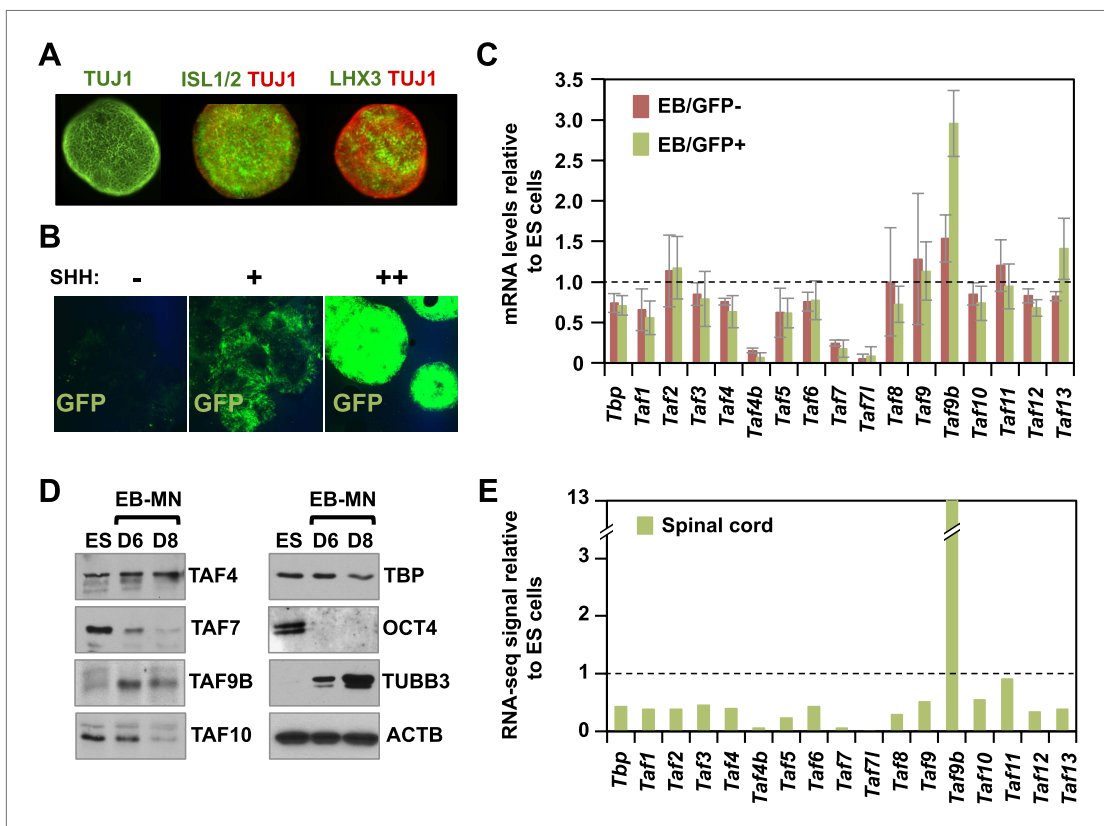 A
TUJ1
ISL1/2 TUJ1
LHX3 TUJ1
B
SHH: - + ++
GFP
GFP
GFP
C
mRNA levels relative
to ES cells
3.5
3.0
2.5
2.0
1.5
1.0
0.5
0
EB/GFP-
EB/GFP+
Tbp
Taf1
Taf2
Taf3
Taf4
Taf4b
Taf5
Taf6
Taf7
Taf7l
Taf8
Taf9
Taf9b
Taf10
Taf11
Taf12
Taf13
D
EB-MN
ES D6 D8
TAF4
TAF7
TAF9B
TAF10
EB-MN
ES D6 D8
TBP
OCT4
TUBB3
ACTB
E
RNA-seq signal relative
to ES cells
13
3
2
1
0
Spinal cord
Tbp
Taf1
Taf2
Taf3
Taf4
Taf4b
Taf5
Taf6
Taf7
Taf7l
Taf8
Taf9
Taf9b
Taf10
Taf11
Taf12
Taf13